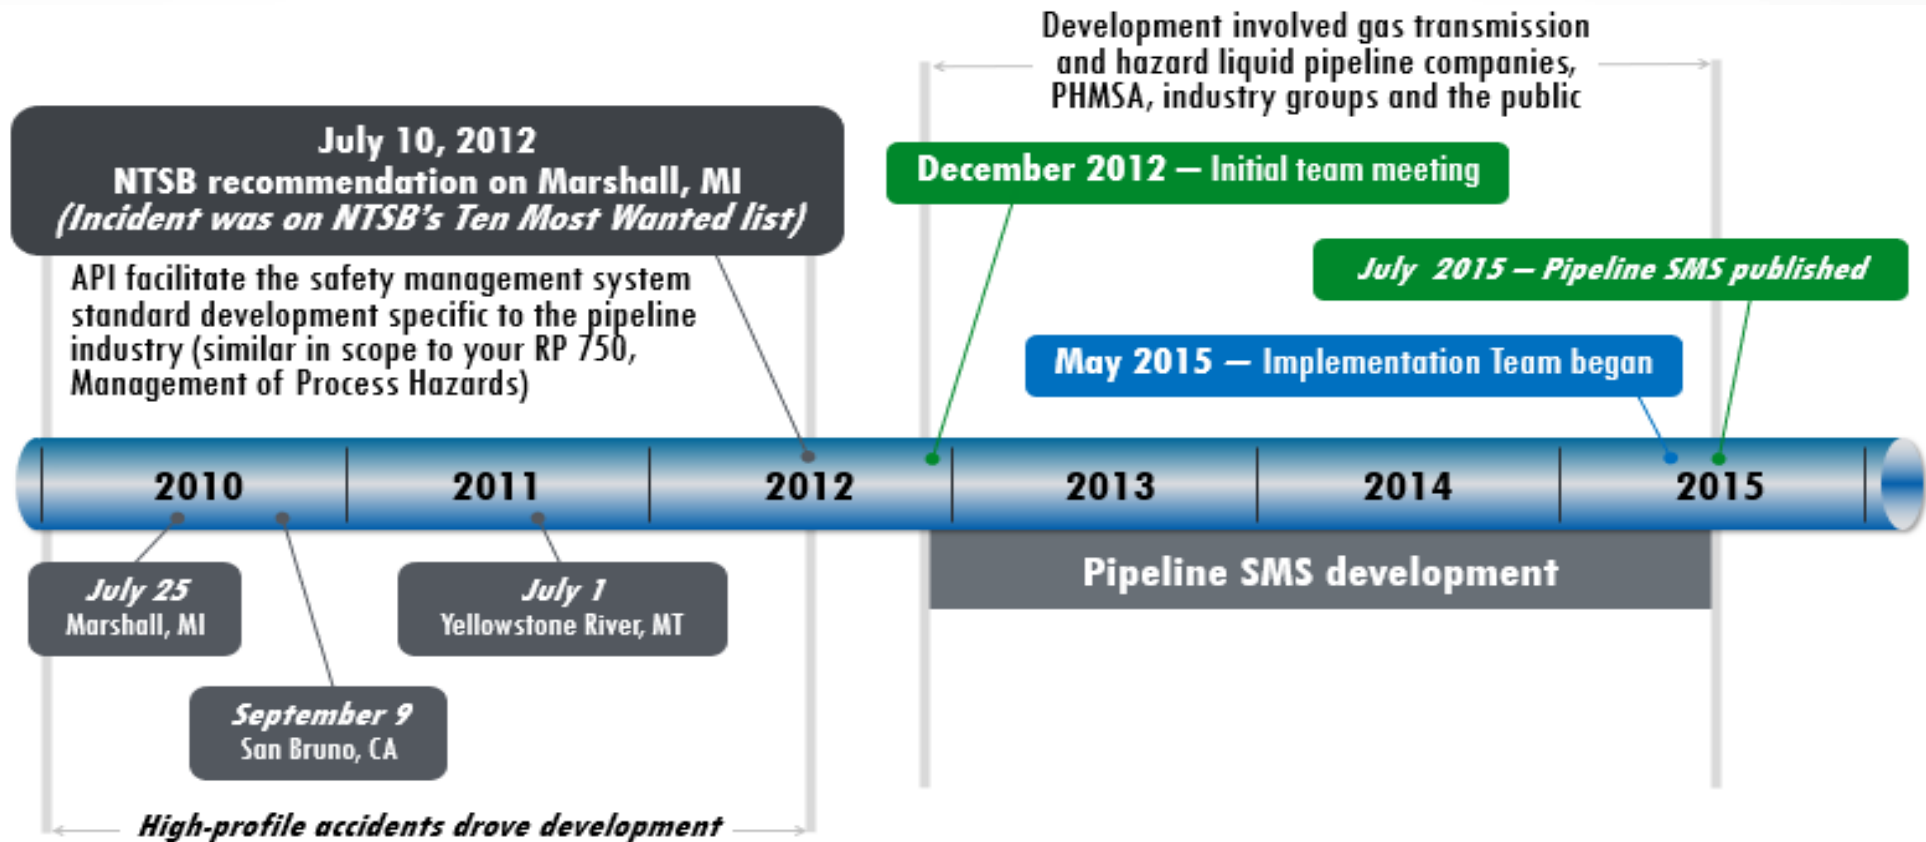 Development involved gas transmission
and hazard liquid pipeline companies,
PHMSA, industry groups and the public
July 10, 2012
NTSB recommendation on Marshall, MI
(Incident was on NTSB's Ten Most Wanted list)
December 2012 — Initial team meeting
API facilitate the safety management system
standard development specific to the pipeline
industry (similar in scope to your RP 750,
Management of Process Hazards)
July 2015 – Pipeline SMS published
May 2015 — Implementation Team began
2010 2011 2012 2013 2014 2015
Pipeline SMS development
July 25
Marshall, MI
July 1
Yellowstone River, MT
September 9
San Bruno, CA
High-profile accidents drove development